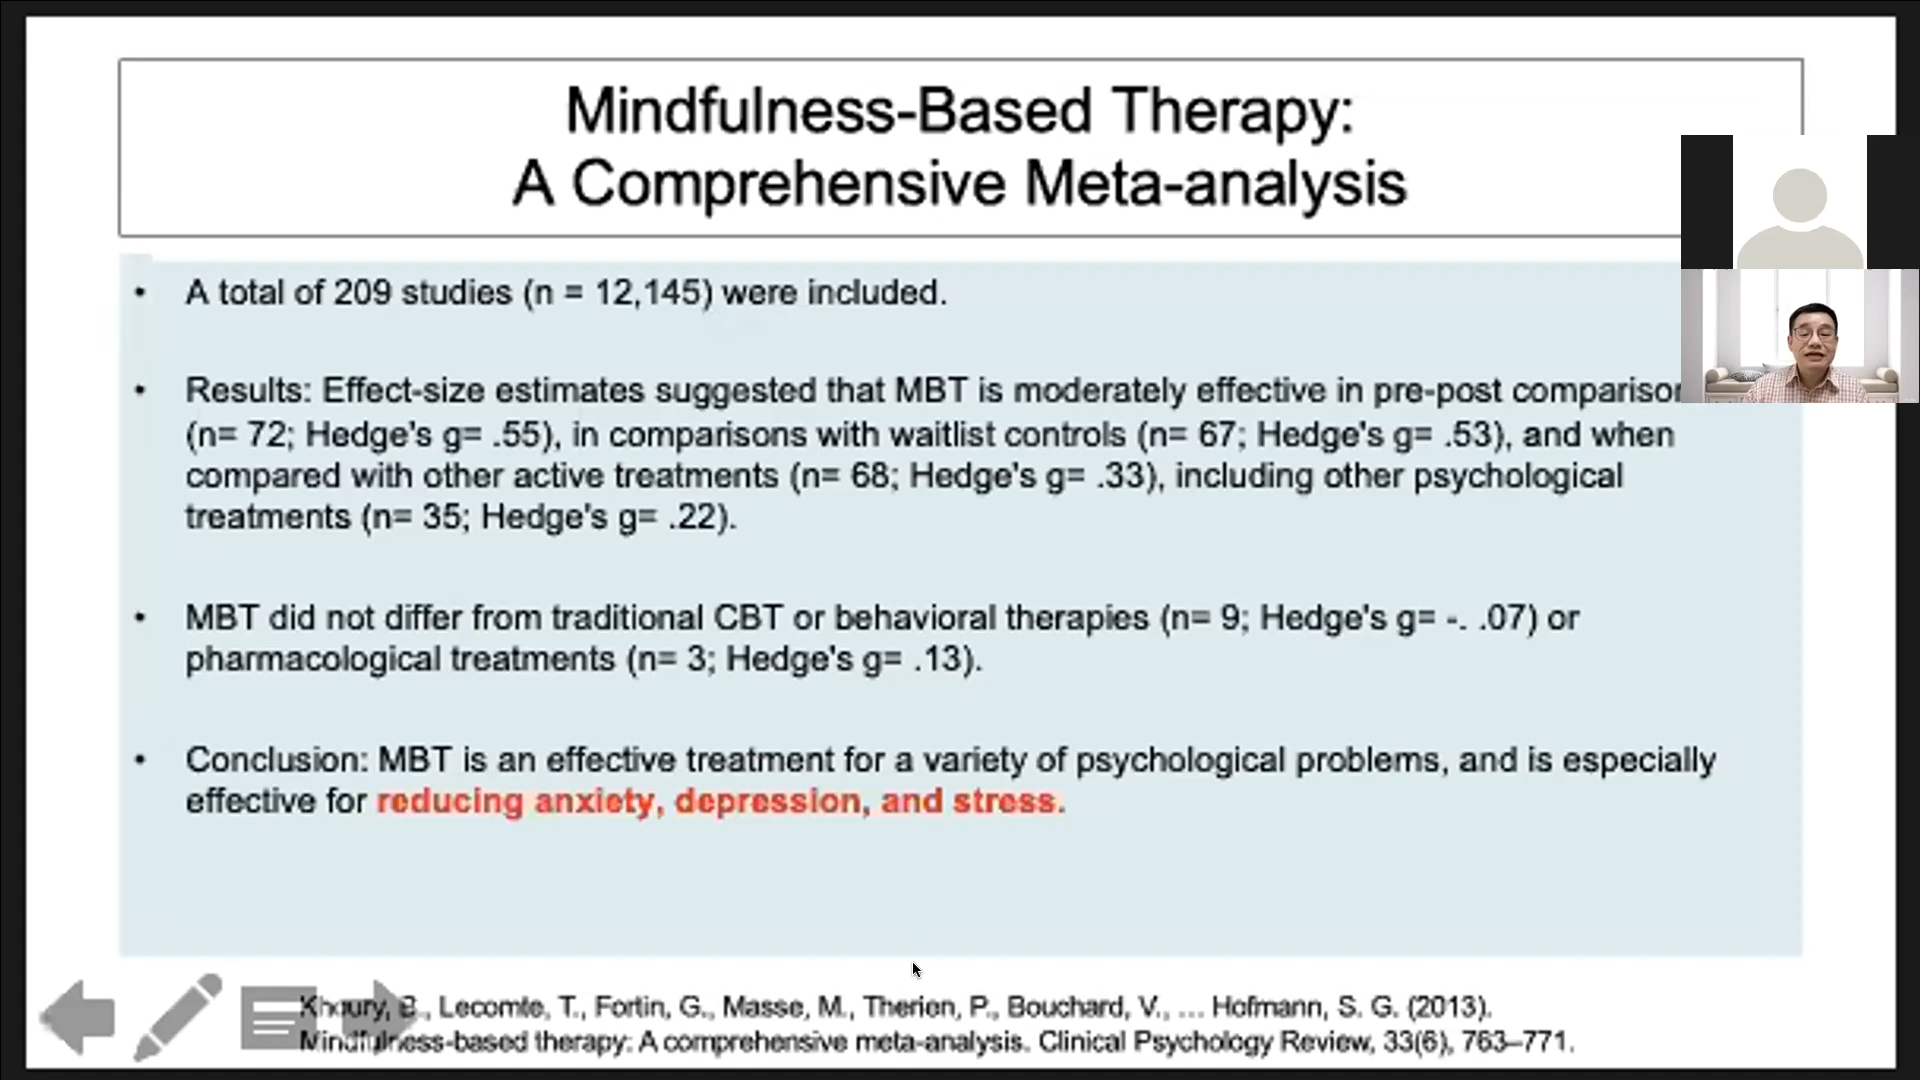 Mindfulness-Based Therapy:
A Comprehensive Meta-analysis
• A total of 209 studies (n = 12,145) were included.
• Results: Effect-size estimates suggested that MBT is moderately effective in pre-post comparison
(n= 72; Hedge's g= .55), in comparisons with waitlist controls (n= 67; Hedge's g= .53), and when
compared with other active treatments (n= 68; Hedge's g= .33), including other psychological
treatments (n= 35; Hedge's g= .22).
• MBT did not differ from traditional CBT or behavioral therapies (n= 9; Hedge's g= -. .07) or
pharmacological treatments (n= 3; Hedge's g= .13).
• Conclusion: MBT is an effective treatment for a variety of psychological problems, and is especially
effective for reducing anxiety, depression, and stress.
Khoury, B., Lecomte, T., Fortin, G., Masse, M., Therien, P., Bouchard, V., ... Hofmann, S. G. (2013).
Mindfulness-based therapy: A comprehensive meta-analysis. Clinical Psychology Review, 33(6), 763–771.